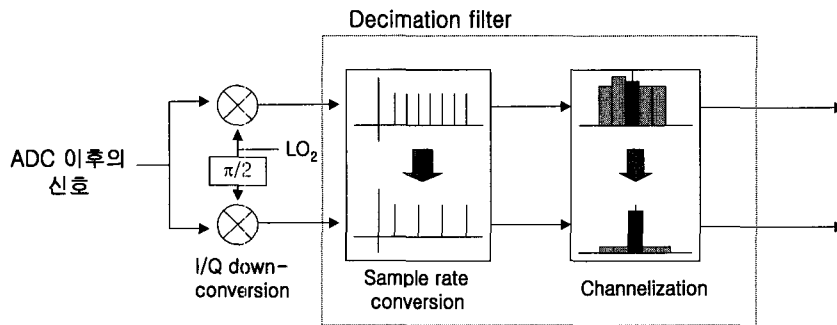 Decimation filter
ADC 이후의
신호
LO₂
π/2
I/Q down-
conversion
Sample rate
conversion
Channelization